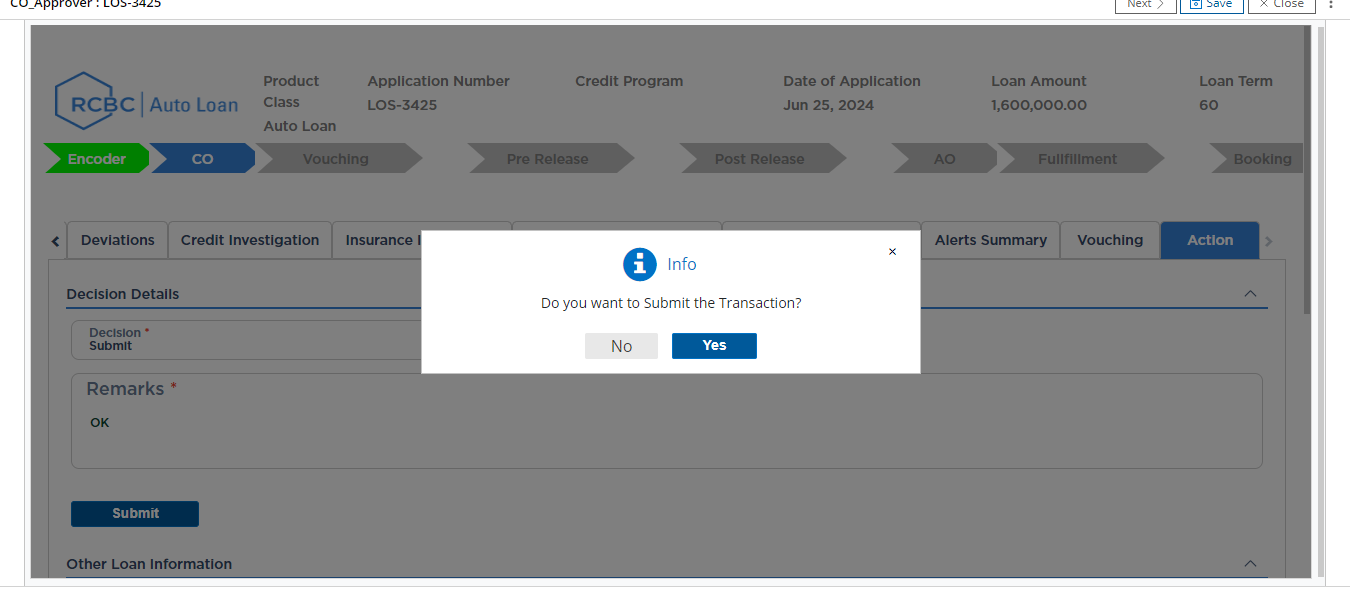 CO_Approver : LOS-3425
Next
Save
Close
RCBC | Auto Loan
Product Class
Auto Loan
Application Number
LOS-3425
Credit Program
Date of Application
Jun 25, 2024
Loan Amount
1,600,000.00
Loan Term
60
Encoder
CO
Vouching
Pre Release
Post Release
AO
Fullfillment
Booking
Deviations
Credit Investigation
Insurance
Alerts Summary
Vouching
Action
Info
Do you want to Submit the Transaction?
No
Yes
Decision Details
Decision *
Submit
Remarks *
OK
Submit
Other Loan Information